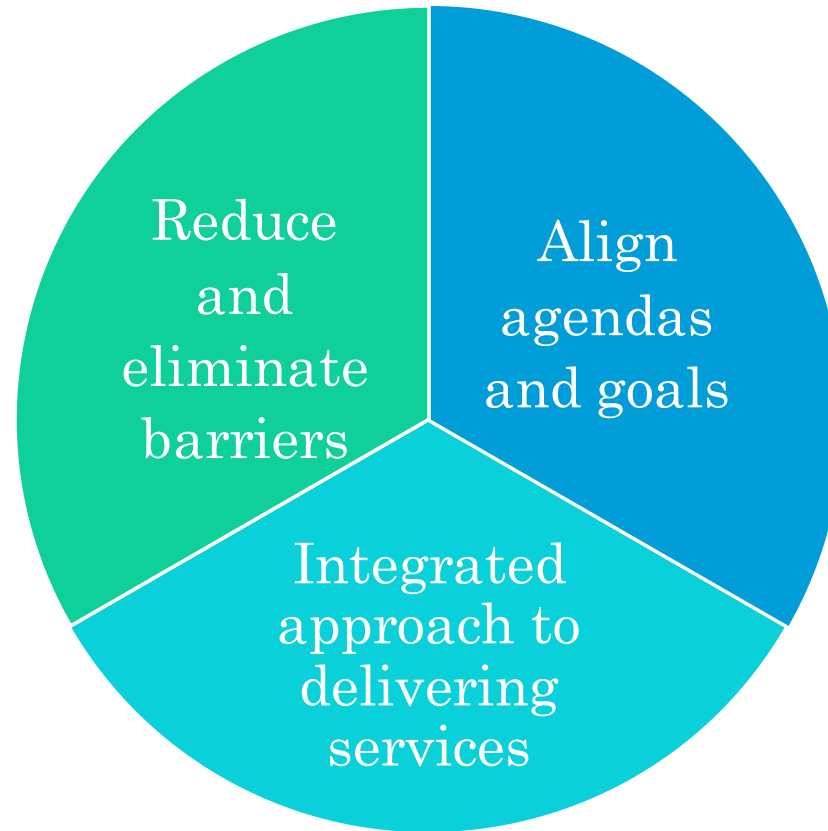 Reduce
and
eliminate
barriers
Align
agendas
and goals
Integrated
approach to
delivering
services